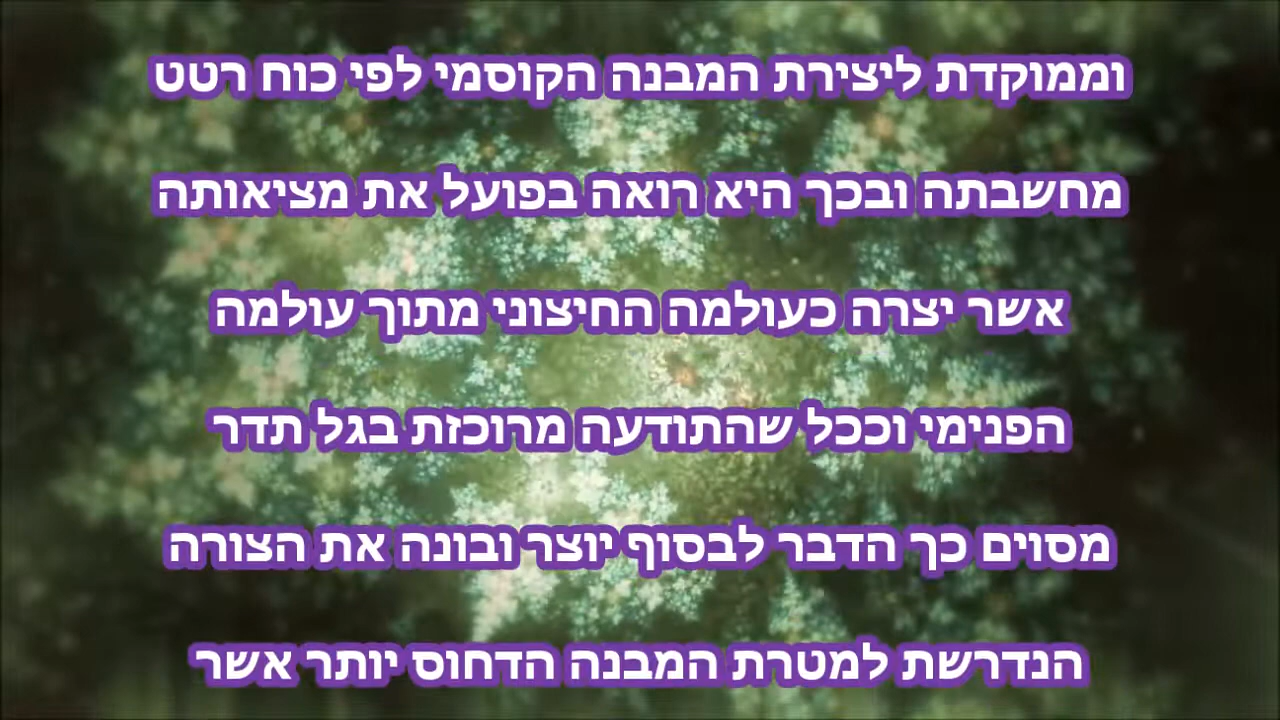 וממוקדת ליצירת המבנה הקוסמי לפי כוח רטט
מחשבתה ובכך היא רואה בפועל את מציאותה
אשר יצרה כעולמה החיצוני מתוך עולמה
הפנימי וככל שהתודעה מרוכזת בגל תדר
מסוים כך הדבר לבסוף יוצר ובונה את הצורה
הנדרשת למטרת המבנה הדחוס יותר אשר